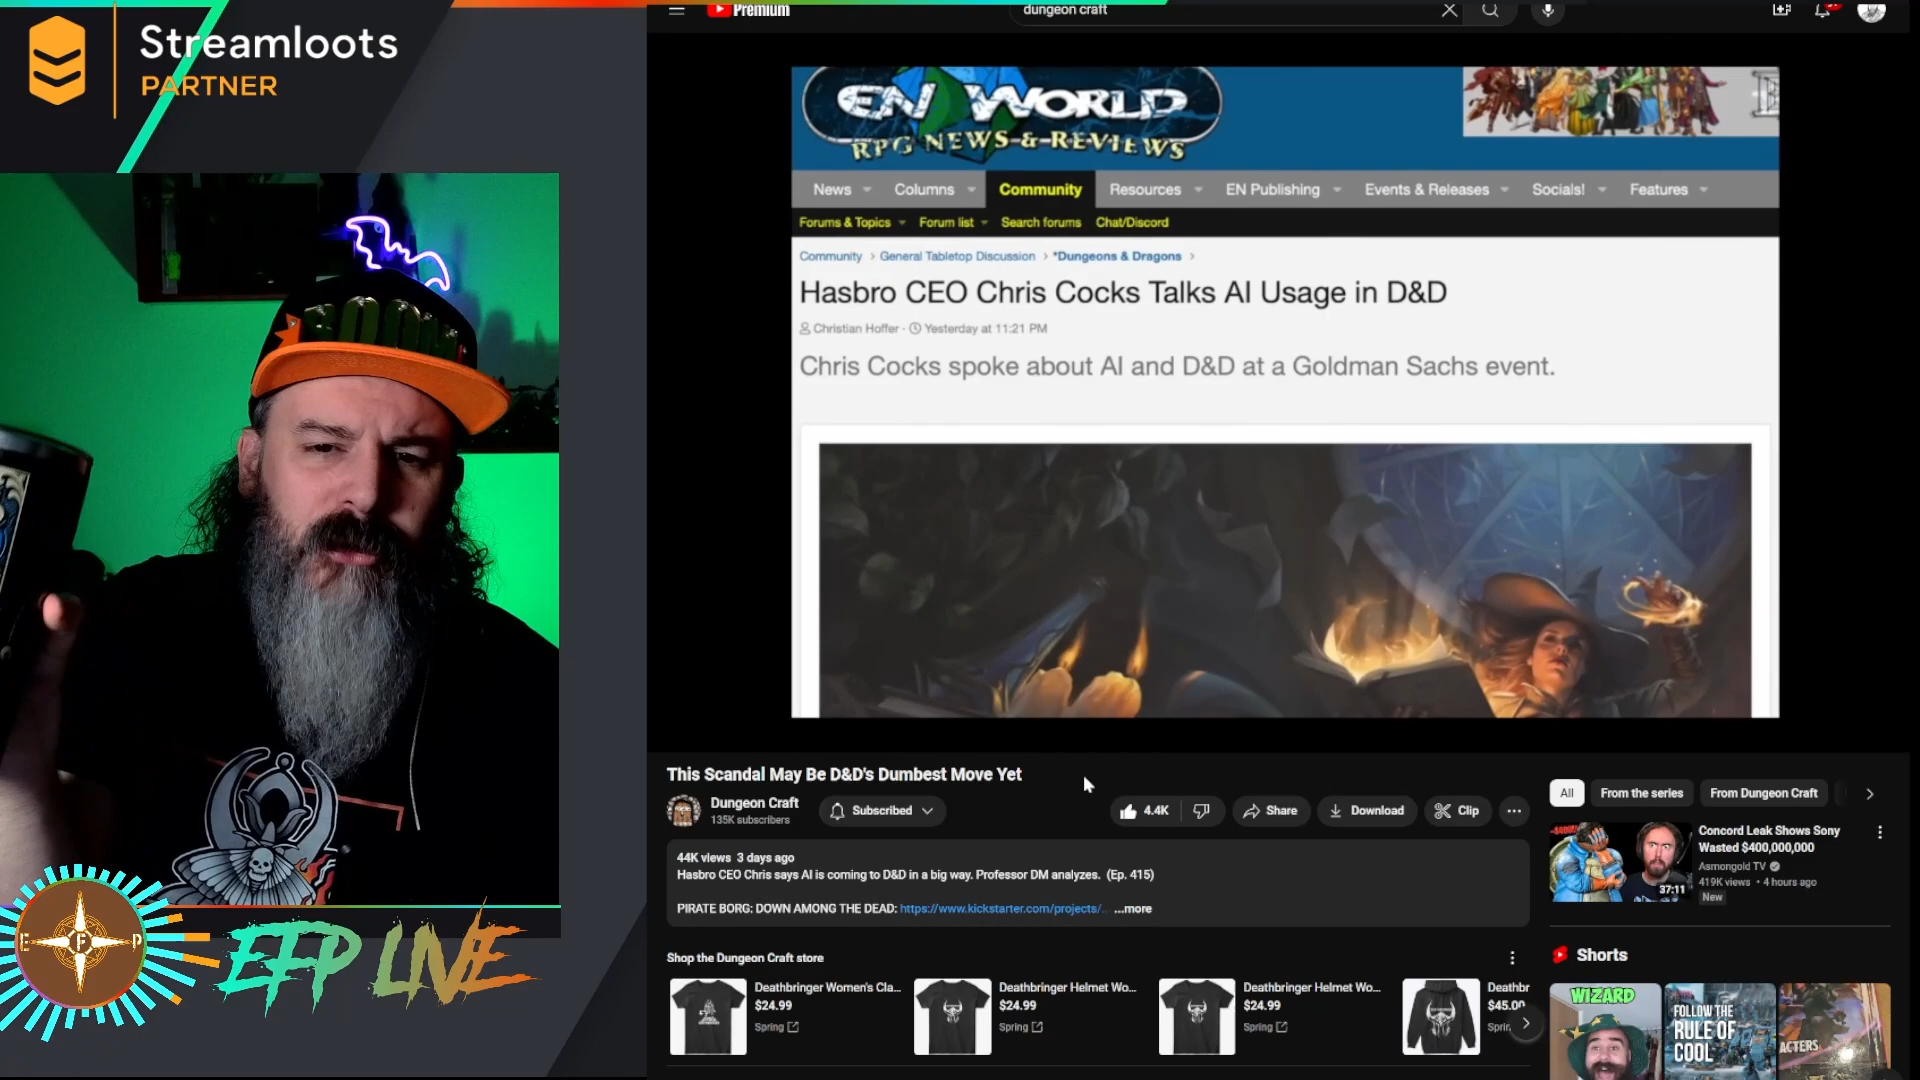 Streamloots
PARTNER
EFP LIVE
E F P
Premium
dungeon craft
EN WORLD
RPG NEWS & REVIEWS
News Columns Community Resources EN Publishing Events & Releases Socials! Features
Forums & Topics Forum list Search forums Chat/Discord
Community > General Tabletop Discussion > *Dungeons & Dragons >
Hasbro CEO Chris Cocks Talks AI Usage in D&D
Christian Hoffer · Yesterday at 11:21 PM
Chris Cocks spoke about AI and D&D at a Goldman Sachs event.
This Scandal May Be D&D's Dumbest Move Yet
Dungeon Craft
135K subscribers
Subscribed
4.4K
Share
Download
Clip
44K views 3 days ago
Hasbro CEO Chris says AI is coming to D&D in a big way. Professor DM analyzes. (Ep. 415)
PIRATE BORG: DOWN AMONG THE DEAD: https://www.kickstarter.com/projects/... ...more
Shop the Dungeon Craft store
Deathbringer Women's Cla...
$24.99
Spring
Deathbringer Helmet Wo...
$24.99
Spring
Deathbringer Helmet Wo...
$24.99
Spring
Deathbr
$45.00
Sprin
All From the series From Dungeon Craft
Concord Leak Shows Sony
Wasted $400,000,000
Asmongold TV
419K views • 4 hours ago
New
37:11
Shorts
WIZARD
FOLLOW THE
RULE OF
COOL
ACTERS